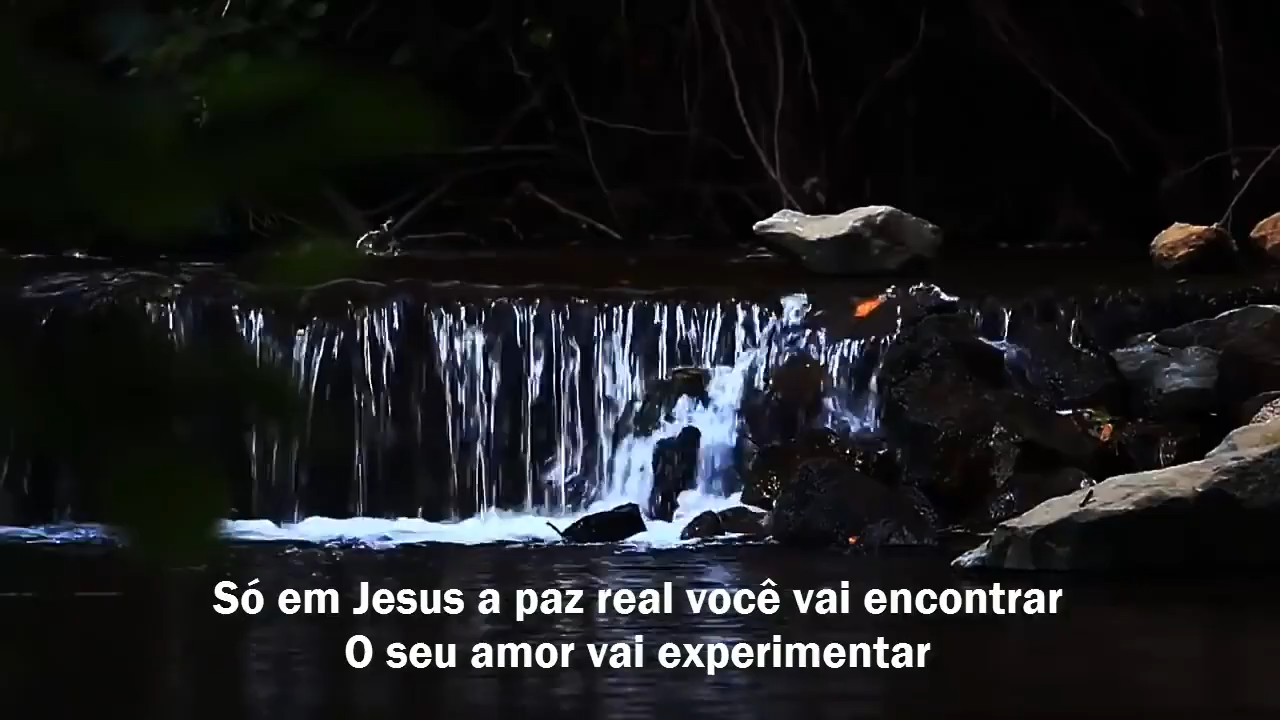 Só em Jesus a paz real você vai encontrar
O seu amor vai experimentar